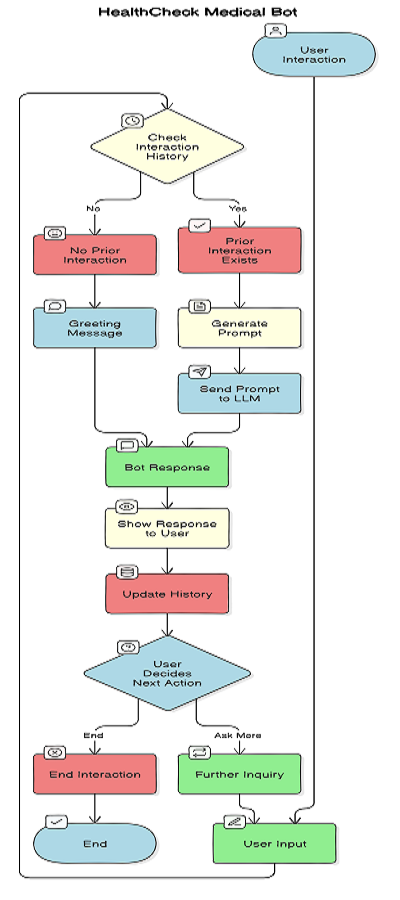 HealthCheck Medical Bot
User
Interaction
Check
Interaction
History
No
Yes
No Prior
Interaction
Prior
Interaction
Exists
Greeting
Message
Generate
Prompt
Send Prompt
to LLM
Bot Response
Show Response
to User
Update History
User
Decides
Next Action
End
Ask More
End Interaction
Further Inquiry
End
User Input